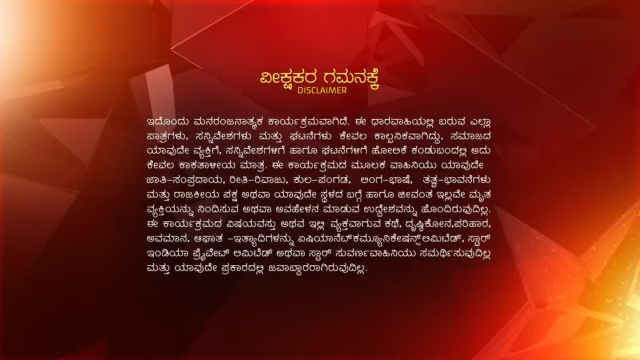 ವೀಕ್ಷಕರ ಗಮನಕ್ಕೆ
DISCLAIMER
ಇದೊಂದು ಮನರಂಜನಾತ್ಮಕ ಕಾರ್ಯಕ್ರಮವಾಗಿದೆ. ಈ ಧಾರವಾಹಿಯಲ್ಲಿ ಬರುವ ಎಲ್ಲಾ
ಪಾತ್ರಗಳು, ಸನ್ನಿವೇಶಗಳು ಮತ್ತು ಘಟನೆಗಳು ಕೇವಲ ಕಾಲ್ಪನಿಕವಾಗಿದ್ದು, ಸಮಾಜದ
ಯಾವುದೇ ವ್ಯಕ್ತಿಗೆ, ಸನ್ನಿವೇಶಗಳಿಗೆ ಹಾಗೂ ಘಟನೆಗಳಿಗೆ ಹೋಲಿಕೆ ಕಂಡುಬಂದಲ್ಲಿ ಅದು
ಕೇವಲ ಕಾಕತಾಳೀಯ ಮಾತ್ರ. ಈ ಕಾರ್ಯಕ್ರಮದ ಮೂಲಕ ವಾಹಿನಿಯು ಯಾವುದೇ
ಜಾತಿ-ಸಂಪ್ರದಾಯ, ರೀತಿ-ರಿವಾಜು, ಕುಲ-ಪಂಗಡ, ಲಿಂಗ-ಭಾಷೆ, ತತ್ವ-ಭಾವನೆಗಳು
ಮತ್ತು ರಾಜಕೀಯ ಪಕ್ಷ ಅಥವಾ ಯಾವುದೇ ಸ್ಥಳದ ಬಗ್ಗೆ ಹಾಗೂ ಜೀವಂತ ಇಲ್ಲವೇ ಮೃತ
ವ್ಯಕ್ತಿಯನ್ನು ನಿಂದಿಸುವ ಅಥವಾ ಅವಹೇಳನ ಮಾಡುವ ಉದ್ದೇಶವನ್ನು ಹೊಂದಿರುವುದಿಲ್ಲ.
ಈ ಕಾರ್ಯಕ್ರಮದ ವಿಷಯವಸ್ತು ಅಥವ ಇಲ್ಲಿ ವ್ಯಕ್ತವಾಗುವ ಕಥೆ, ದೃಷ್ಠಿಕೋನ,ಪರಿಹಾರ,
ಅವಮಾನ, ಆಘಾತ -ಇತ್ಯಾದಿಗಳನ್ನು ಏಷಿಯಾನೆಟ್‌ಕಮ್ಯೂನಿಕೇಷನ್ಸ್ ಲಿಮಿಟೆಡ್, ಸ್ಟಾರ್
ಇಂಡಿಯಾ ಪ್ರೈವೇಟ್ ಲಿಮಿಟೆಡ್ ಅಥವಾ ಸ್ಟಾರ್ ಸುವರ್ಣವಾಹಿನಿಯು ಸಮರ್ಥಿಸುವುದಿಲ್ಲ
ಮತ್ತು ಯಾವುದೇ ಪ್ರಕಾರದಲ್ಲಿ ಜವಾಬ್ದಾರರಾಗಿರುವುದಿಲ್ಲ.